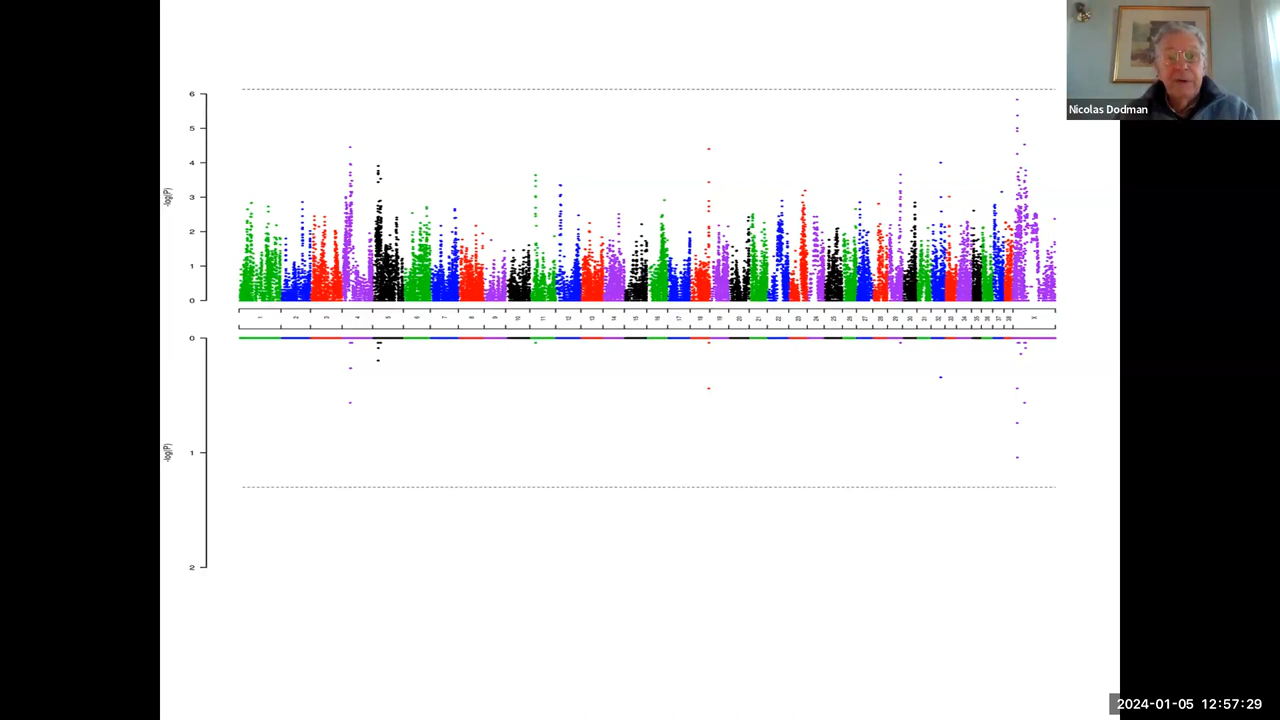 Nicolas Dodman
6
5
4
3
2
1
0
-log(P)
1 2 3 4 5 6 7 8 9 10 11 12 13 14 15 16 17 18 19 20 21 22 23 24 25 26 27 28 29 30 31 32 33 34 35 36 37 38 X
0
1
2
-log(P)
2024-01-05 12:57:29